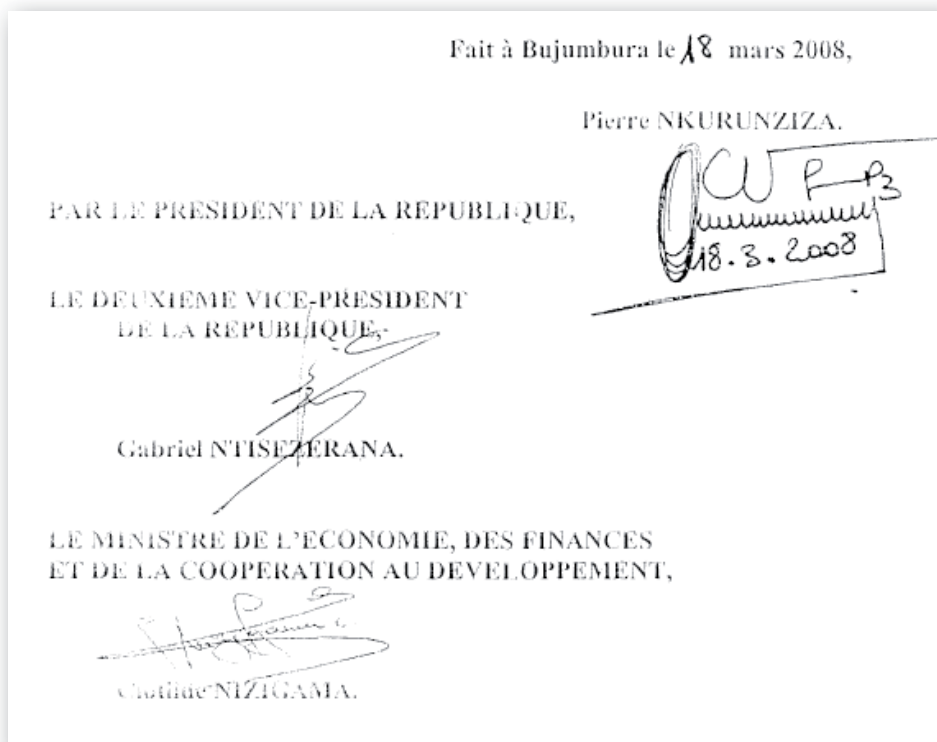 Fait à Bujumbura le 18 mars 2008,
Pierre NKURUNZIZA.
18.3.2008
PAR LE PRESIDENT DE LA REPUBLIQUE,
LE DEUXIEME VICE-PRESIDENT
DE LA REPUBLIQUE,
Gabriel NTISEZERANA.
LE MINISTRE DE L'ECONOMIE, DES FINANCES
ET DE LA COOPERATION AU DEVELOPPEMENT,
Clotilde NIZIGAMA.